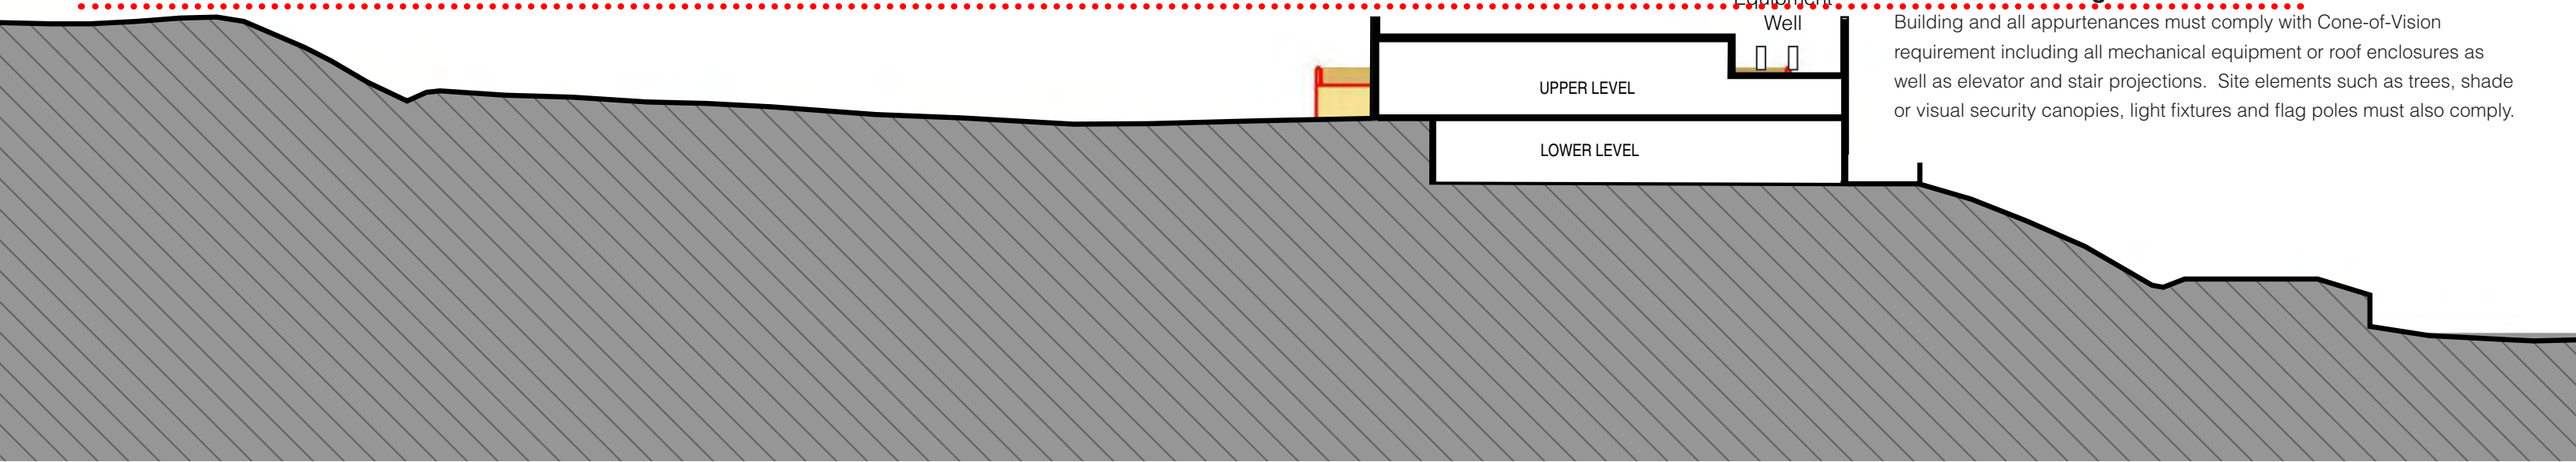 Equipment
Well
Building and all appurtenances must comply with Cone-of-Vision
requirement including all mechanical equipment or roof enclosures as
well as elevator and stair projections. Site elements such as trees, shade
or visual security canopies, light fixtures and flag poles must also comply.
UPPER LEVEL
LOWER LEVEL